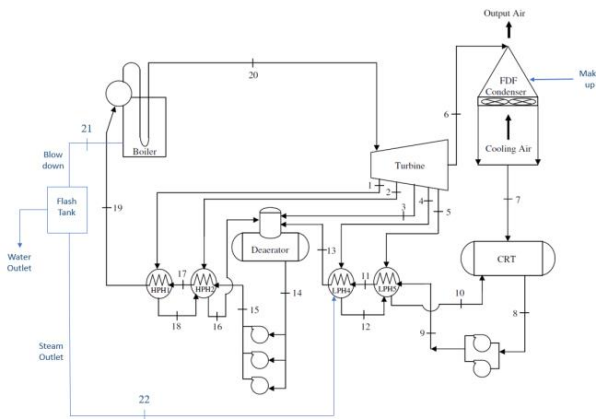 Output Air
20
FDF
Condenser
Mak
up
6
21
Boiler
Cooling Air
Blow
down
Turbine
1
2
3
4
5
Flash
Tank
19
7
Deaerator
13
CRT
Water
Outlet
17
14
11
10
HPH1
HPH2
LPH4
LPH5
15
8
18
16
12
9
Steam
Outlet
22